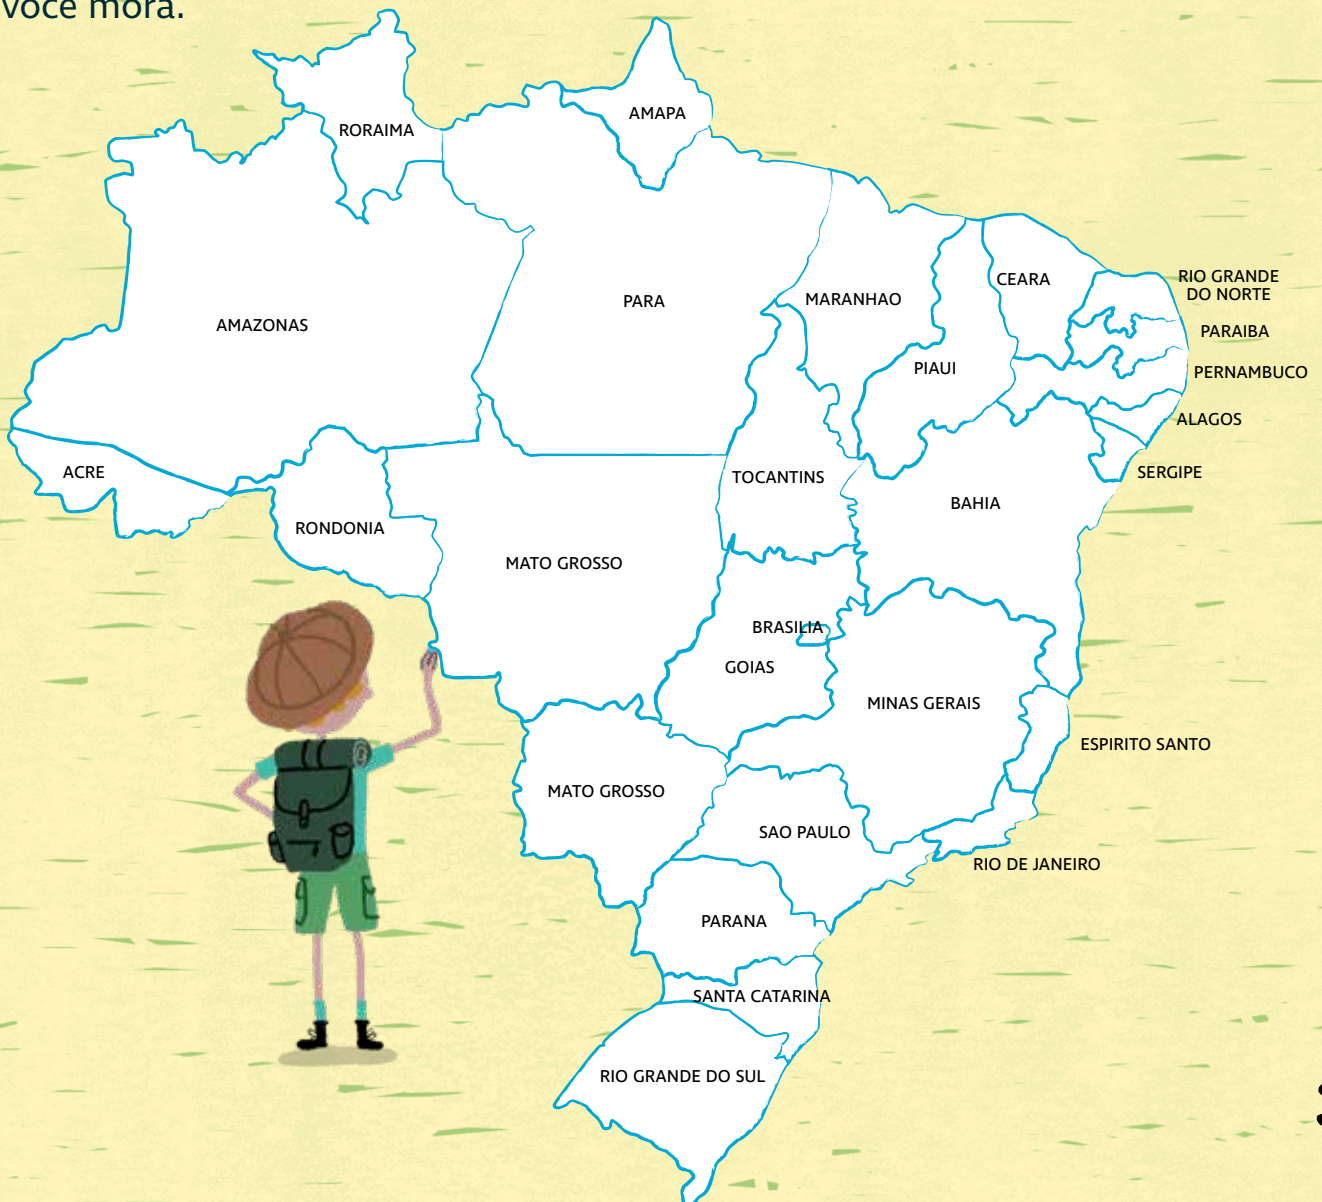 você mora.
AMAPA
RORAIMA
CEARA
RIO GRANDE
DO NORTE
MARANHAO
PARA
AMAZONAS
PARAIBA
PIAUI
PERNAMBUCO
ALAGOS
ACRE
TOCANTINS
SERGIPE
BAHIA
RONDONIA
MATO GROSSO
BRASILIA
GOIAS
MINAS GERAIS
ESPIRITO SANTO
MATO GROSSO
SAO PAULO
RIO DE JANEIRO
PARANA
SANTA CATARINA
RIO GRANDE DO SUL